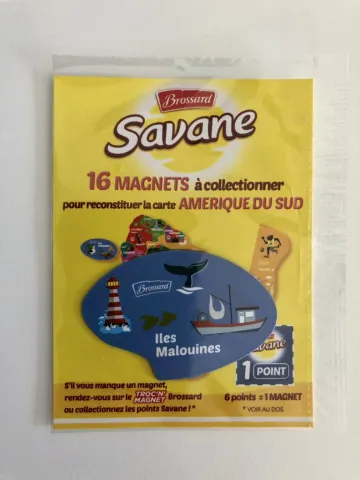 Brossard
Savane
16 MAGNETS à collectionner
pour reconstituer la carte AMERIQUE DU SUD
Brossard
Iles
Malouines
Savane
1 POINT
S'il vous manque un magnet,
rendez-vous sur le TROC'N' MAGNET Brossard
ou collectionnez les points Savane ! *
6 points = 1 MAGNET
* VOIR AU DOS